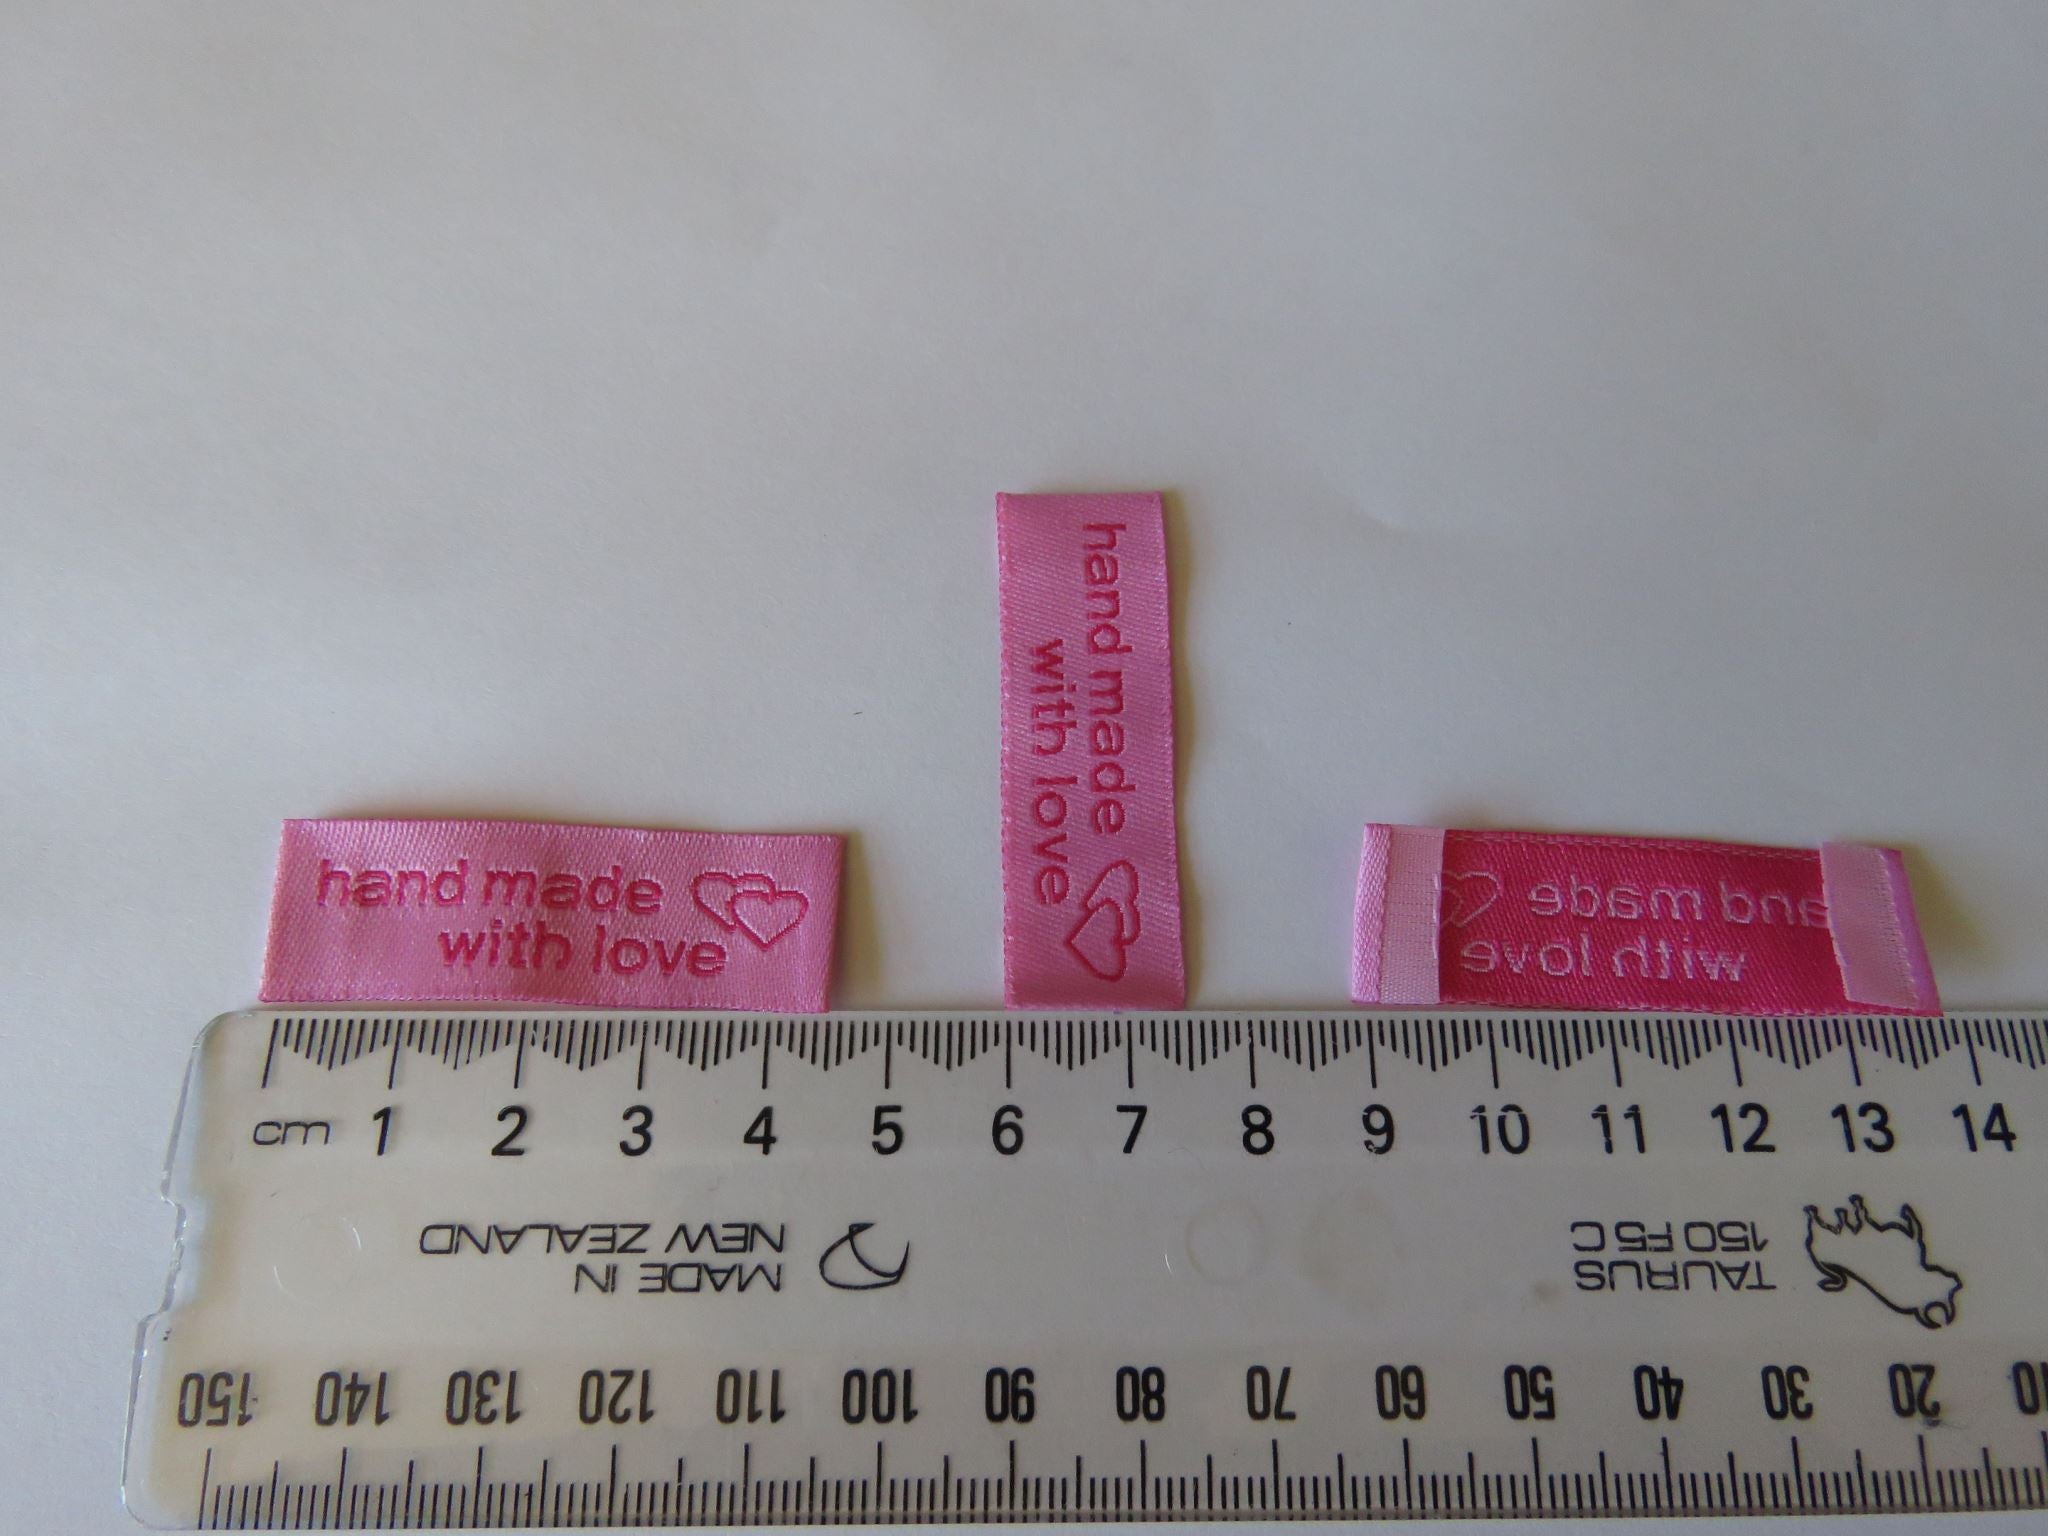 hand made
with love
hand made
with love
and made
with love
cm 1 2 3 4 5 6 7 8 9 10 11 12 13 14
MADE IN
NEW ZEALAND
TAURUS
150 F5C
150 140 130 120 110 100 90 80 70 60 50 40 30 20 10